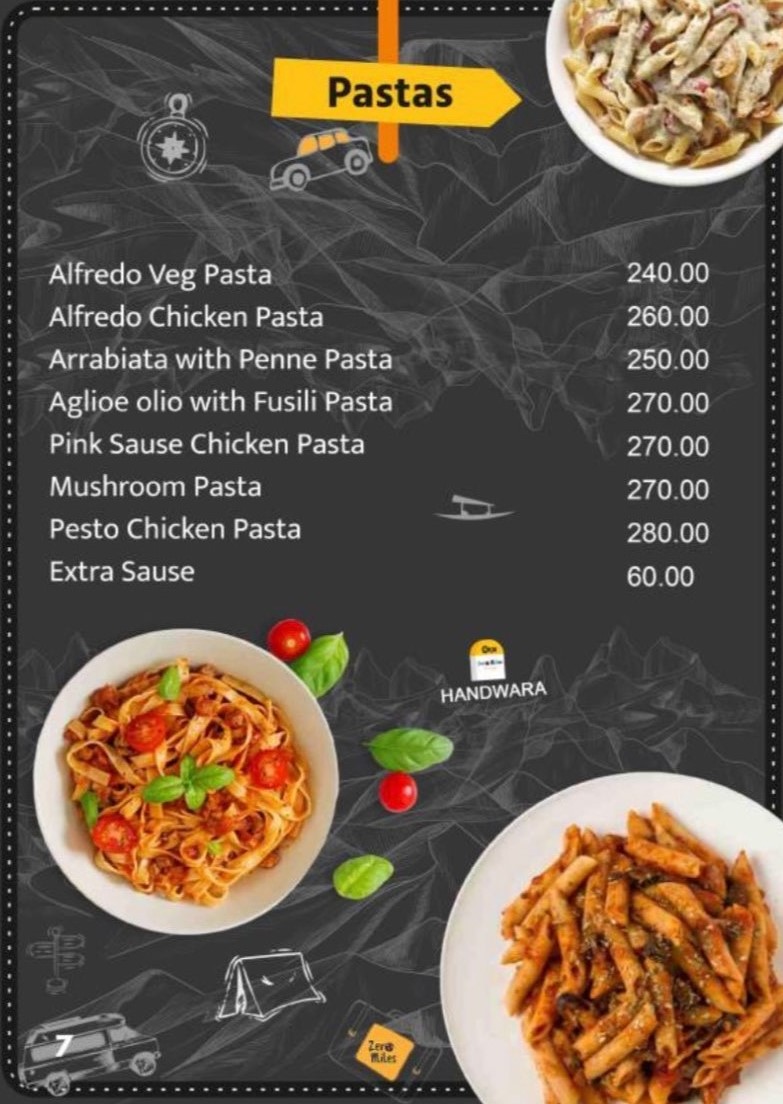 Pastas
Alfredo Veg Pasta 240.00
Alfredo Chicken Pasta 260.00
Arrabiata with Penne Pasta 250.00
Aglioe olio with Fusili Pasta 270.00
Pink Sause Chicken Pasta 270.00
Mushroom Pasta 270.00
Pesto Chicken Pasta 280.00
Extra Sause 60.00
HANDWARA
7
Zero
Miles